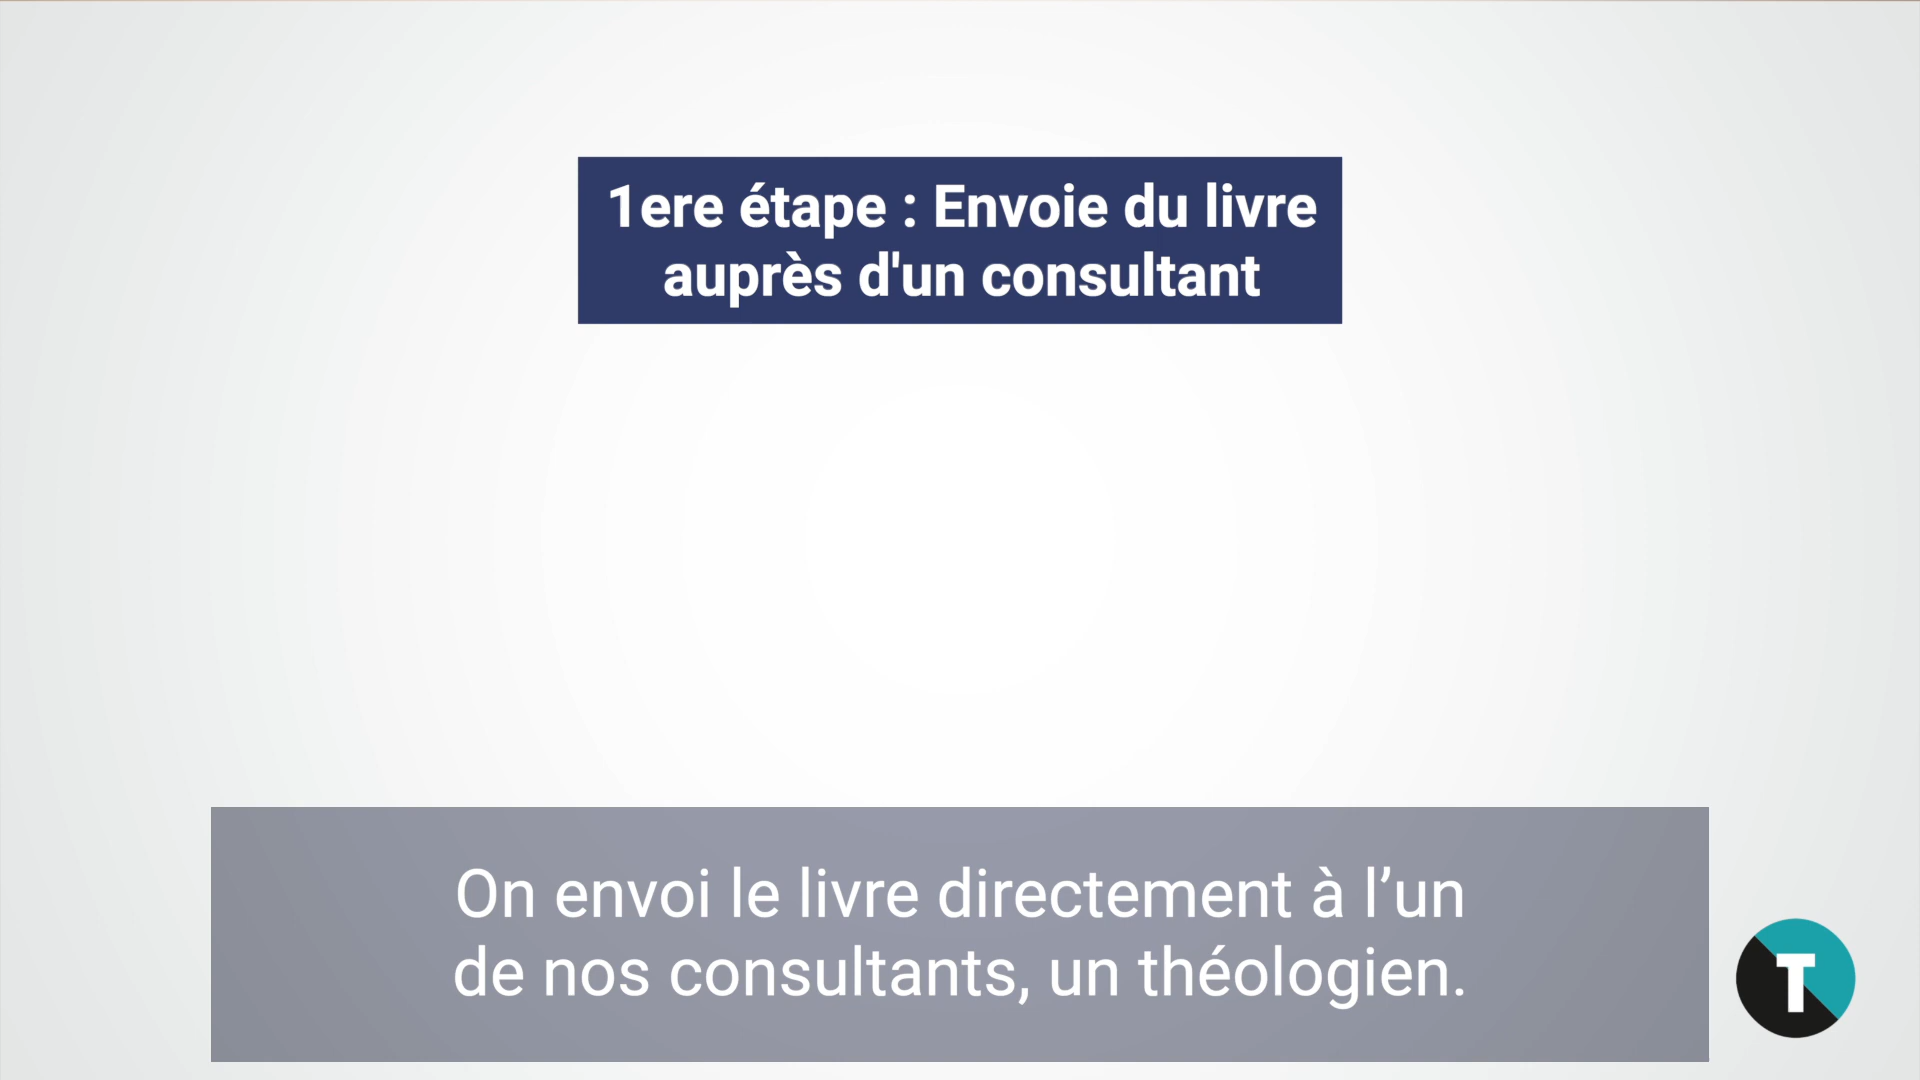 1ere étape : Envoie du livre
auprès d'un consultant
On envoi le livre directement à l’un
de nos consultants, un théologien.
T